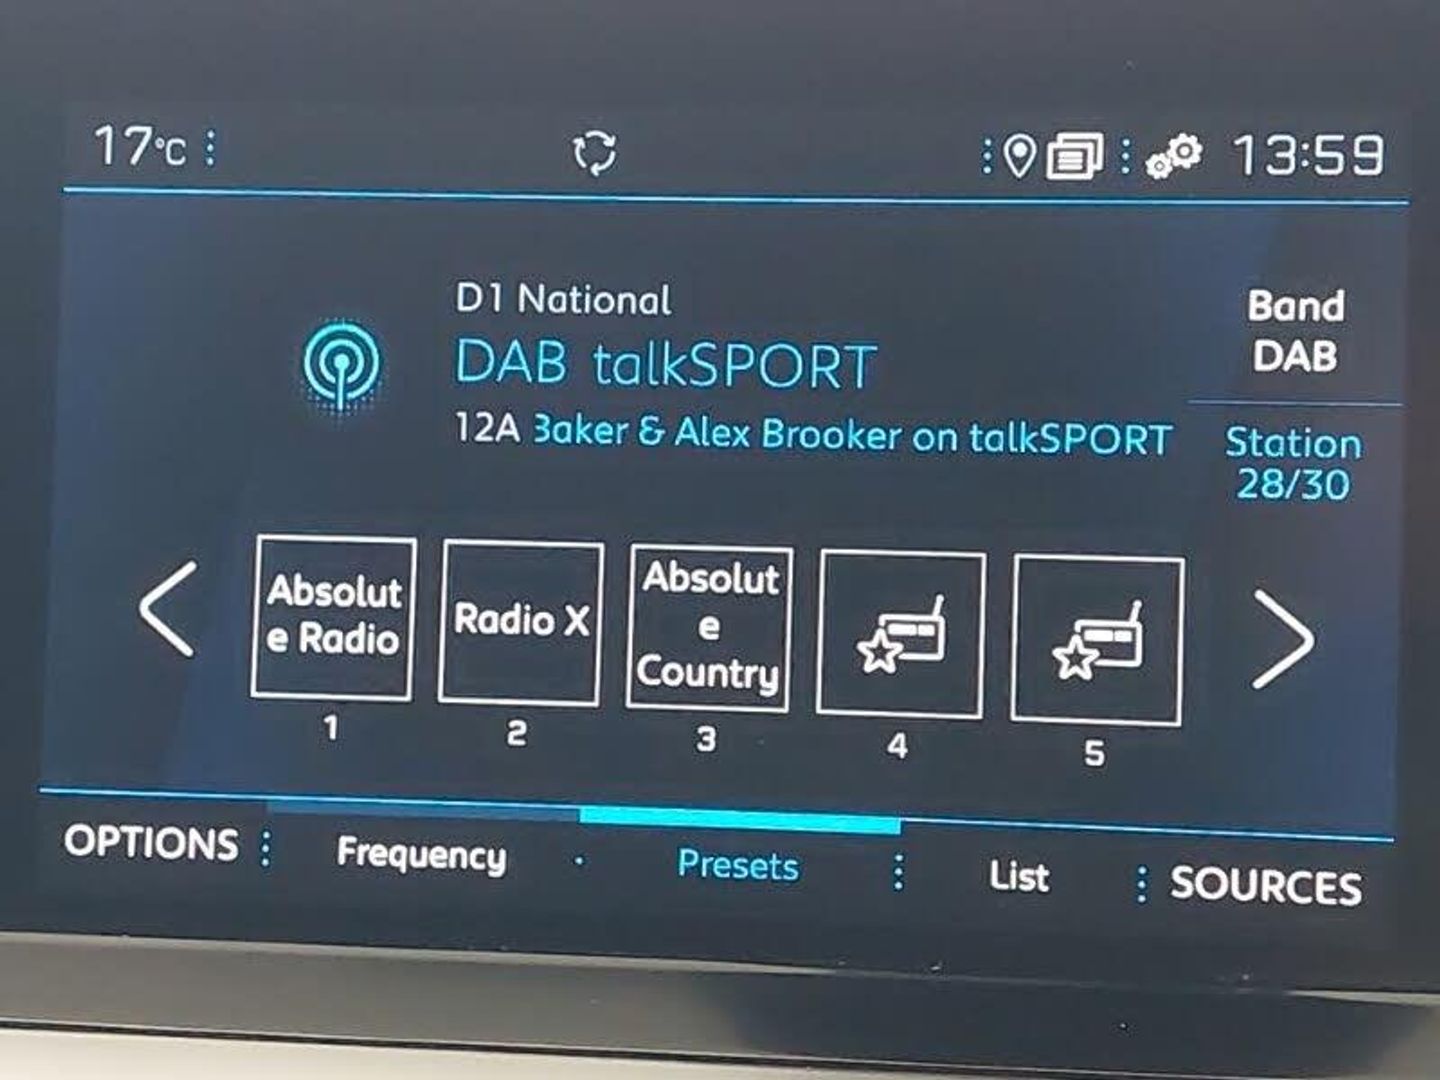 17°C
13:59
D1 National
DAB talkSPORT
12A Baker & Alex Brooker on talkSPORT
Band
DAB
Station
28/30
Absolut
e Radio
1
Radio X
2
Absolut
e
Country
3
4
5
OPTIONS
Frequency
Presets
List
SOURCES